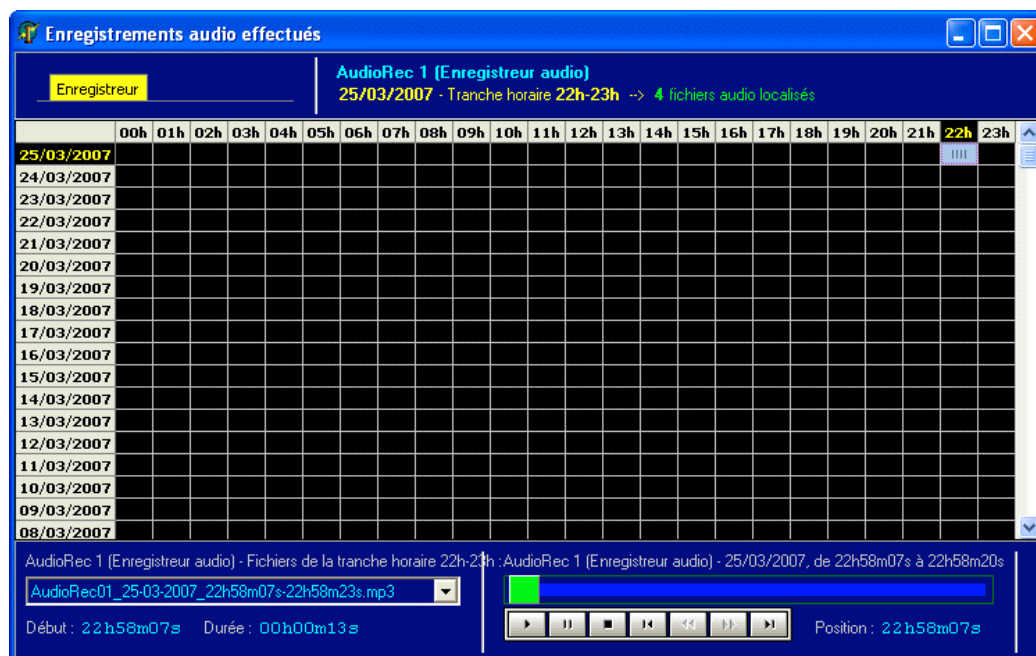 Enregistrements audio effectués
Enregistreur
AudioRec 1 (Enregistreur audio)
25/03/2007 - Tranche horaire 22h-23h --> 4 fichiers audio localisés
00h 01h 02h 03h 04h 05h 06h 07h 08h 09h 10h 11h 12h 13h 14h 15h 16h 17h 18h 19h 20h 21h 22h 23h
25/03/2007
24/03/2007
23/03/2007
22/03/2007
21/03/2007
20/03/2007
19/03/2007
18/03/2007
17/03/2007
16/03/2007
15/03/2007
14/03/2007
13/03/2007
12/03/2007
11/03/2007
10/03/2007
09/03/2007
08/03/2007
AudioRec 1 (Enregistreur audio) - Fichiers de la tranche horaire 22h-23h :
AudioRec01_25-03-2007_22h58m07s-22h58m23s.mp3
Début : 22h58m07s Durée : 00h00m13s
AudioRec 1 (Enregistreur audio) - 25/03/2007, de 22h58m07s à 22h58m20s
Position : 22h58m07s